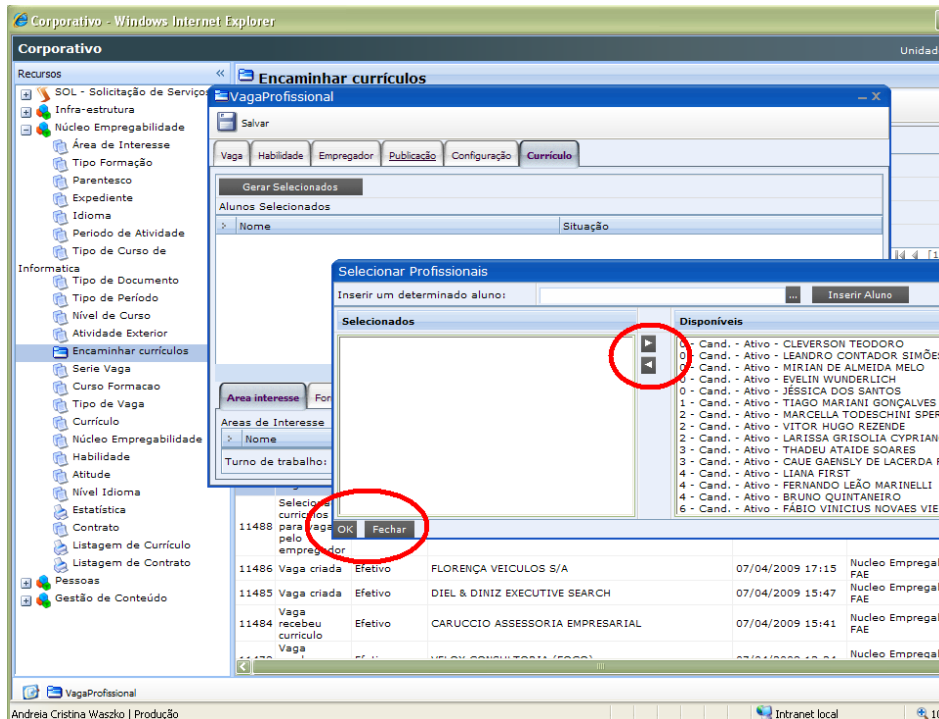 Corporativo - Windows Internet Explorer
Corporativo
Unidad
Recursos
«
SOL - Solicitação de Serviços
Infra-estrutura
Núcleo Empregabilidade
Área de Interesse
Tipo Formação
Parentesco
Expediente
Idioma
Periodo de Atividade
Tipo de Curso de
Informatica
Tipo de Documento
Tipo de Período
Nível de Curso
Atividade Exterior
Encaminhar currículos
Serie Vaga
Curso Formacao
Tipo de Vaga
Currículo
Núcleo Empregabilidade
Habilidade
Atitude
Nível Idioma
Estatística
Contrato
Listagem de Currículo
Listagem de Contrato
Pessoas
Gestão de Conteúdo
Encaminhar currículos
VagaProfissional
Salvar
Vaga Habilidade Empregador Publicação Configuração Currículo
Gerar Selecionados
Alunos Selecionados
Nome Situação
Area interesse For
Areas de Interesse
Nome
Turno de trabalho:
Selecionar Profissionais
Inserir um determinado aluno: ... Inserir Aluno
Selecionados
Disponíveis
0 - Cand. - Ativo - CLEVERSON TEODORO
0 - Cand. - Ativo - LEANDRO CONTADOR SIMÕES
0 - Cand. - Ativo - MIRIAN DE ALMEIDA MELO
0 - Cand. - Ativo - EVELIN WUNDERLICH
0 - Cand. - Ativo - JÉSSICA DOS SANTOS
1 - Cand. - Ativo - TIAGO MARIANI GONÇALVES
2 - Cand. - Ativo - MARCELLA TODESCHINI SPER
2 - Cand. - Ativo - VITOR HUGO REZENDE
2 - Cand. - Ativo - LARISSA GRISOLIA CYPRIAN
3 - Cand. - Ativo - THADEU ATAIDE SOARES
3 - Cand. - Ativo - CAUE GAENSLY DE LACERDA
4 - Cand. - Ativo - LIANA FIRST
4 - Cand. - Ativo - FERNANDO LEÃO MARINELLI
4 - Cand. - Ativo - BRUNO QUINTANEIRO
6 - Cand. - Ativo - FÁBIO VINICIUS NOVAES VIE
OK Fechar
Selecionar
currículos
11488 para vaga
pelo
empregador
11486 Vaga criada Efetivo FLORENÇA VEICULOS S/A 07/04/2009 17:15 Nucleo Empregal
FAE
11485 Vaga criada Efetivo DIEL & DINIZ EXECUTIVE SEARCH 07/04/2009 15:47 Nucleo Empregal
FAE
Vaga
11484 recebeu Efetivo CARUCCIO ASSESSORIA EMPRESARIAL 07/04/2009 15:41 Nucleo Empregal
curriculo FAE
Vaga
Nucleo Empregal
VagaProfissional
Andreia Cristina Waszko | Produção
Intranet local
10